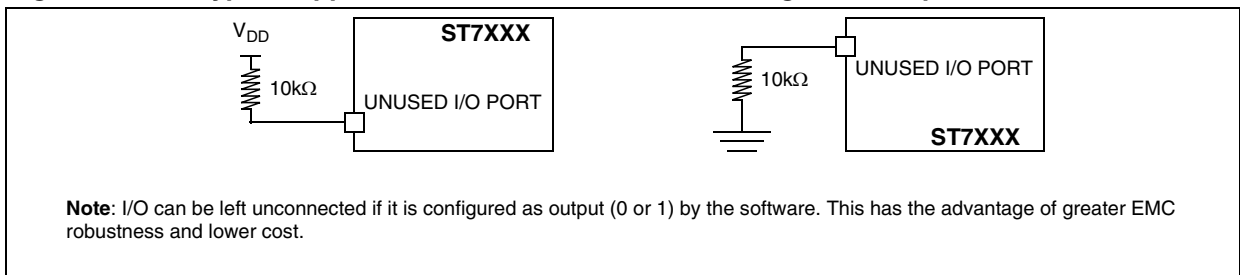 V_DD
ST7XXX
10kΩ
UNUSED I/O PORT
10kΩ
UNUSED I/O PORT
ST7XXX
Note: I/O can be left unconnected if it is configured as output (0 or 1) by the software. This has the advantage of greater EMC
robustness and lower cost.